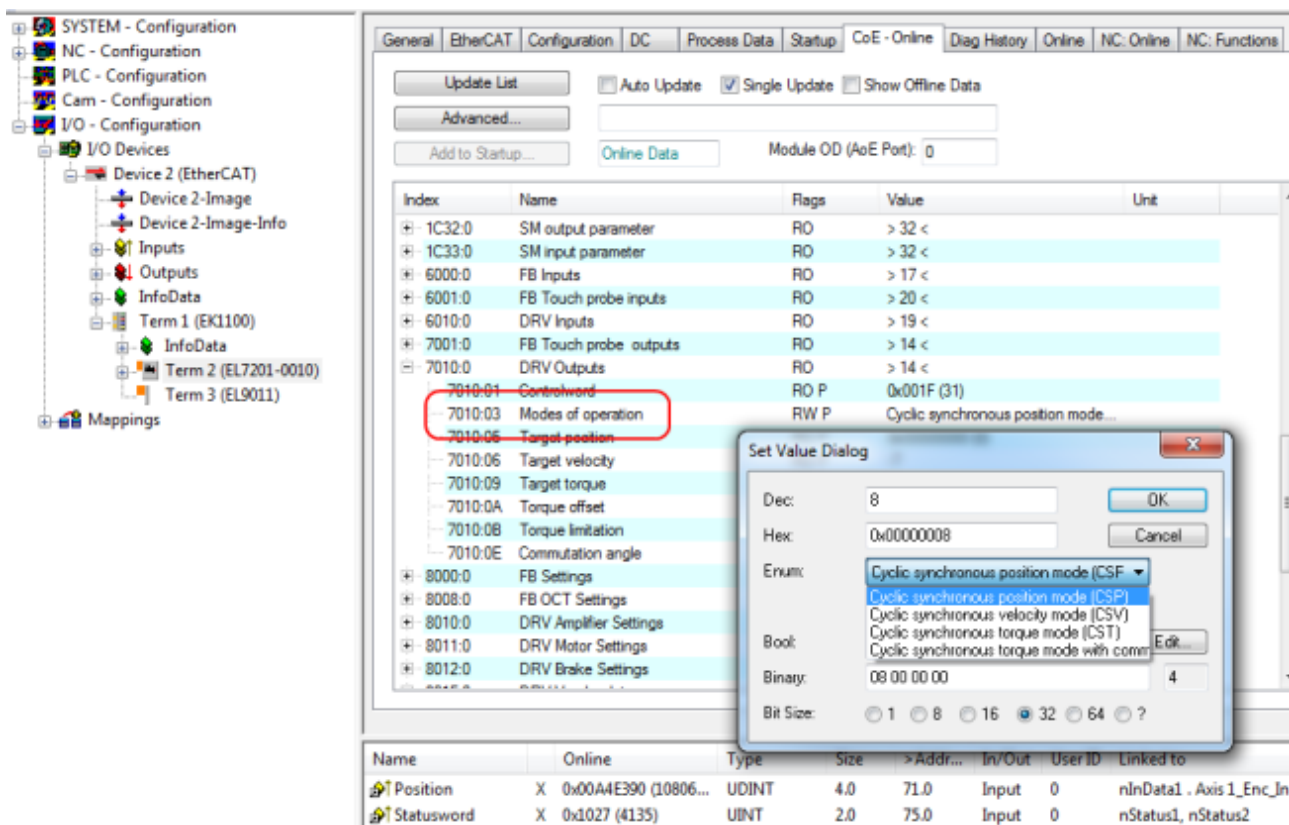 SYSTEM - Configuration
NC - Configuration
PLC - Configuration
Cam - Configuration
I/O - Configuration
I/O Devices
Device 2 (EtherCAT)
Device 2-Image
Device 2-Image-Info
Inputs
Outputs
InfoData
Term 1 (EK1100)
InfoData
Term 2 (EL7201-0010)
Term 3 (EL9011)
Mappings
General EtherCAT Configuration DC Process Data Startup CoE - Online Diag History Online NC: Online NC: Functions
Update List Auto Update Single Update Show Offline Data
Advanced...
Add to Startup... Online Data Module OD (AoE Port): 0
Index Name Flags Value Unit
1C32:0 SM output parameter RO > 32 <
1C33:0 SM input parameter RO > 32 <
6000:0 FB Inputs RO > 17 <
6001:0 FB Touch probe inputs RO > 20 <
6010:0 DRV Inputs RO > 19 <
7001:0 FB Touch probe outputs RO > 14 <
7010:0 DRV Outputs RO > 14 <
7010:01 Controlword RO P 0x001F (31)
7010:03 Modes of operation RW P Cyclic synchronous position mode...
7010:05 Target position
7010:06 Target velocity
7010:09 Target torque
7010:0A Torque offset
7010:0B Torque limitation
7010:0E Commutation angle
8000:0 FB Settings
8008:0 FB OCT Settings
8010:0 DRV Amplifier Settings
8011:0 DRV Motor Settings
8012:0 DRV Brake Settings
Set Value Dialog
Dec: 8 OK
Hex: 0x00000008 Cancel
Enum: Cyclic synchronous position mode (CSF
Cyclic synchronous position mode (CSP)
Cyclic synchronous velocity mode (CSV)
Cyclic synchronous torque mode (CST)
Cyclic synchronous torque mode with comm
Bool: Edit...
Binary: 08 00 00 00 4
Bit Size: 1 8 16 32 64 ?
Name Online Type Size >Addr... In/Out User ID Linked to
Position X 0x00A4E390 (10806... UDINT 4.0 71.0 Input 0 nInData1 . Axis 1_Enc_In
Statusword X 0x1027 (4135) UINT 2.0 75.0 Input 0 nStatus1, nStatus2